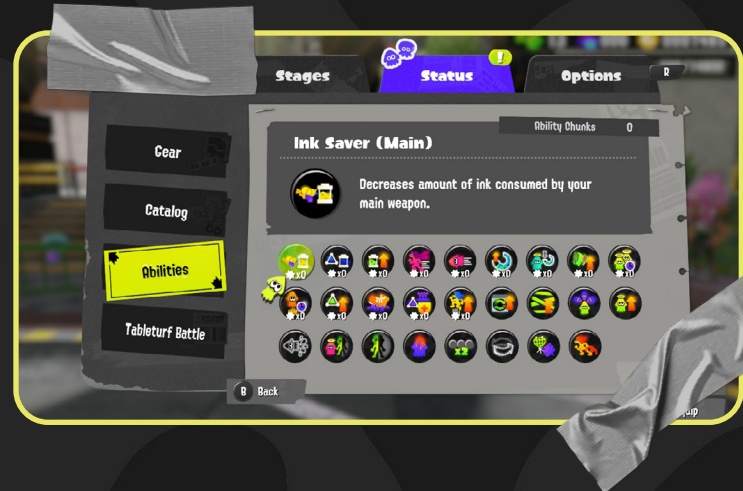 Stages
Status
!
Options
R
Ability Chunks 0
Ink Saver (Main)
Decreases amount of ink consumed by your
main weapon.
Gear
Catalog
Abilities
Tableturf Battle
x0 x0 x0 x0 x0 x0 x0 x0 x0
x0 x0 x0 x0 x0
x2
B Back